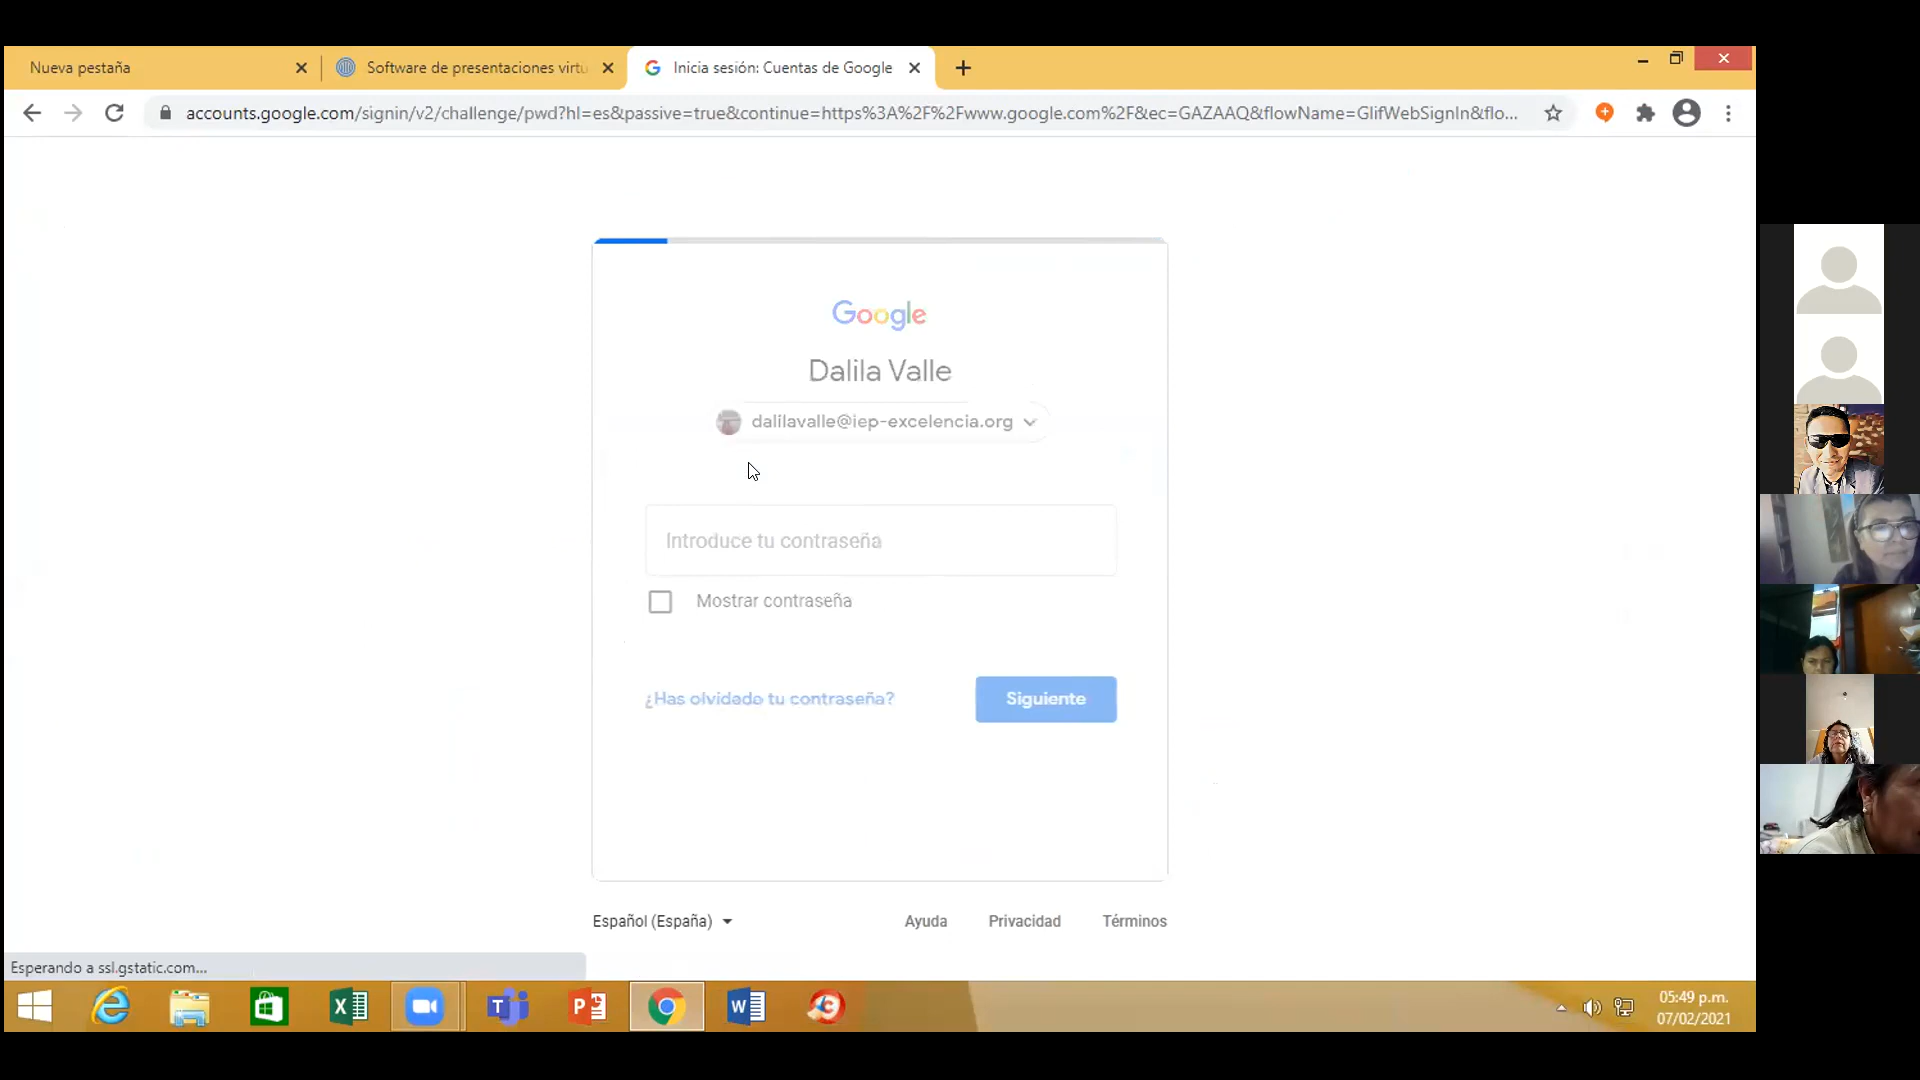 Nueva pestaña
Software de presentaciones virtu
Inicia sesión: Cuentas de Google
accounts.google.com/signin/v2/challenge/pwd?hl=es&passive=true&continue=https%3A%2F%2Fwww.google.com%2F&ec=GAZAAQ&flowName=GlifWebSignIn&flo...
Google
Dalila Valle
dalilavalle@iep-excelencia.org
Introduce tu contraseña
Mostrar contraseña
¿Has olvidado tu contraseña?
Siguiente
Español (España)
Ayuda
Privacidad
Términos
Esperando a ssl.gstatic.com...
05:49 p.m.
07/02/2021